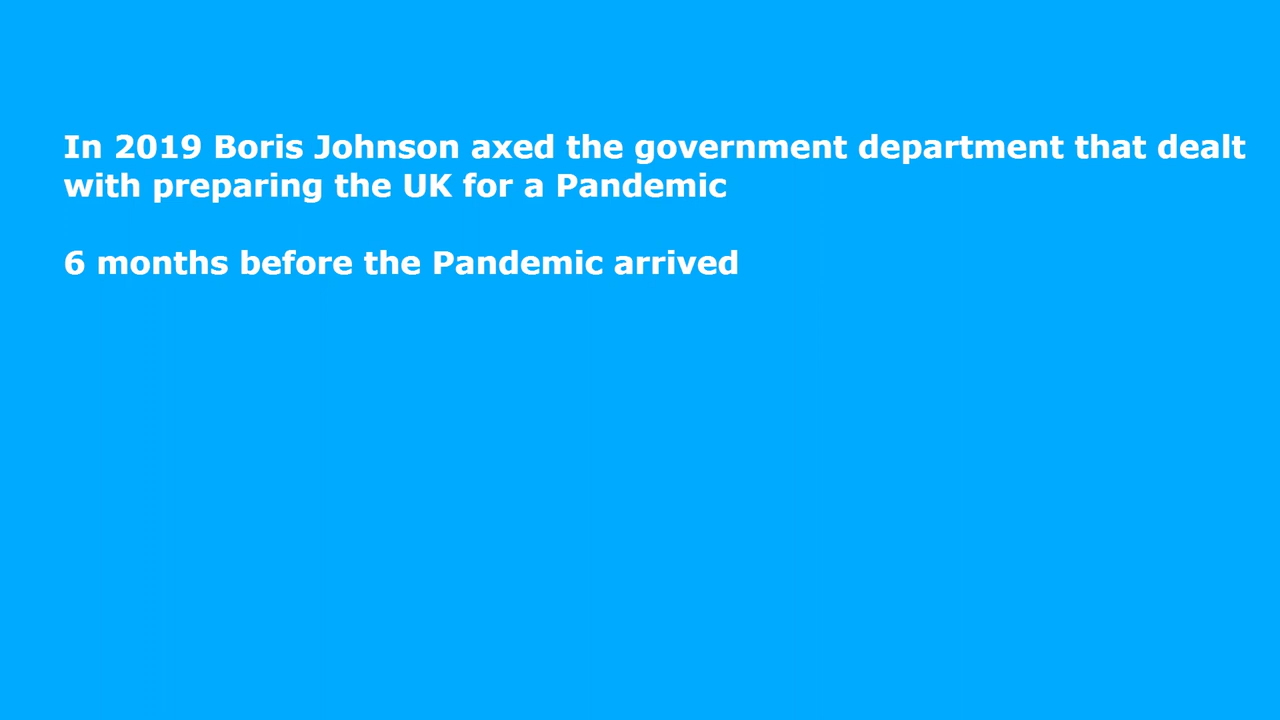 In 2019 Boris Johnson axed the government department that dealt
with preparing the UK for a Pandemic
6 months before the Pandemic arrived